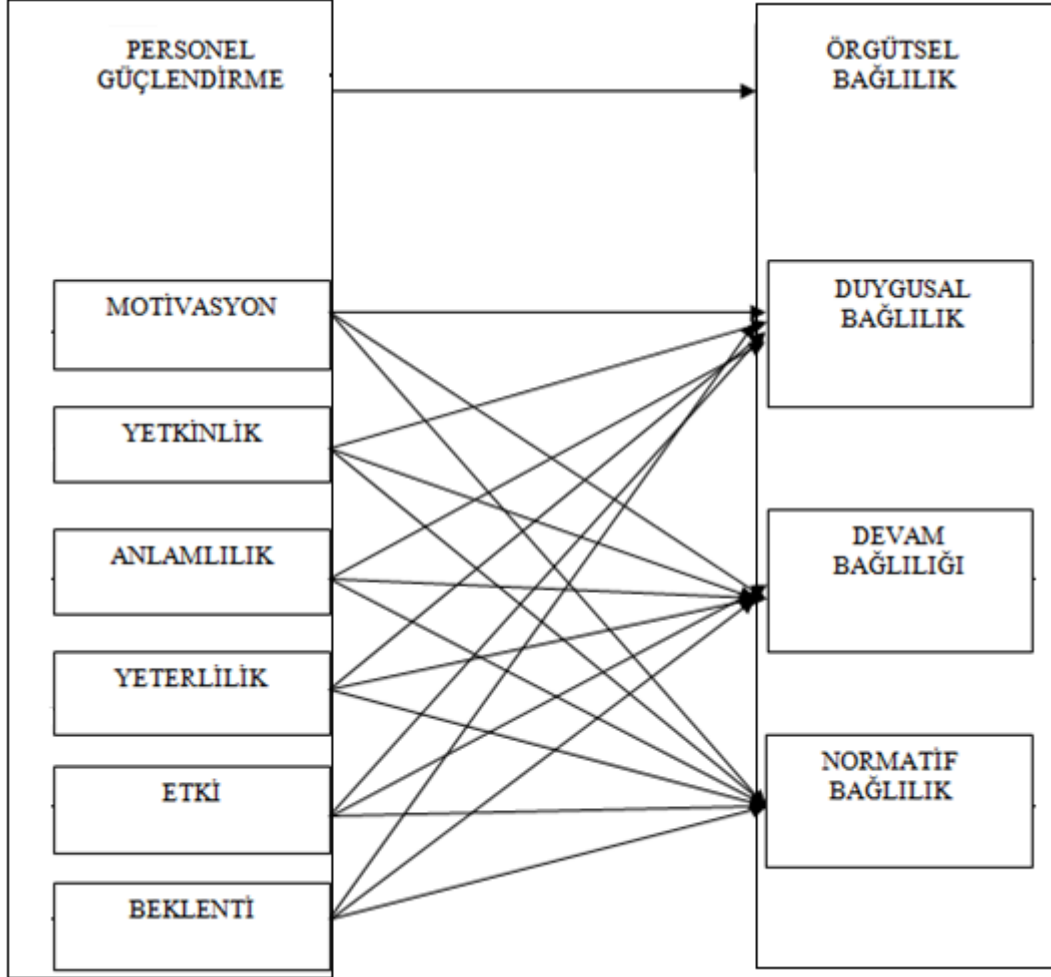 PERSONEL
GÜÇLENDİRME
MOTİVASYON
YETKİNLİK
ANLAMLILIK
YETERLİLİK
ETKİ
BEKLENTİ
ÖRGÜTSEL
BAĞLILIK
DUYGUSAL
BAĞLILIK
DEVAM
BAĞLILIĞI
NORMATİF
BAĞLILIK